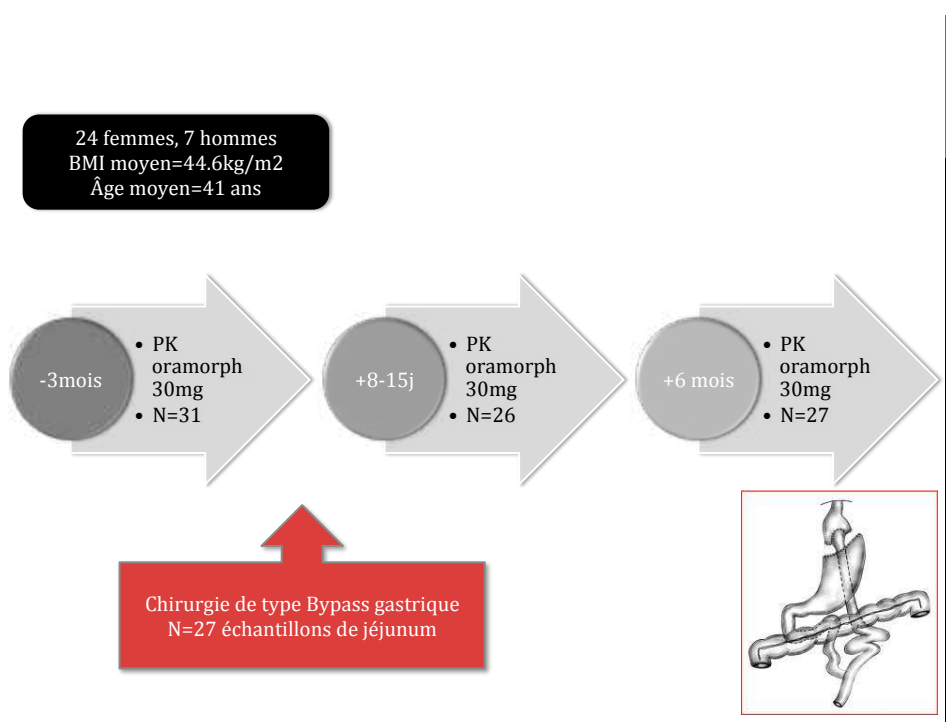 24 femmes, 7 hommes
BMI moyen=44.6kg/m2
Âge moyen=41 ans
-3mois
• PK
oramorph
30mg
• N=31
+8-15j
• PK
oramorph
30mg
• N=26
+6 mois
• PK
oramorph
30mg
• N=27
Chirurgie de type Bypass gastrique
N=27 échantillons de jéjunum